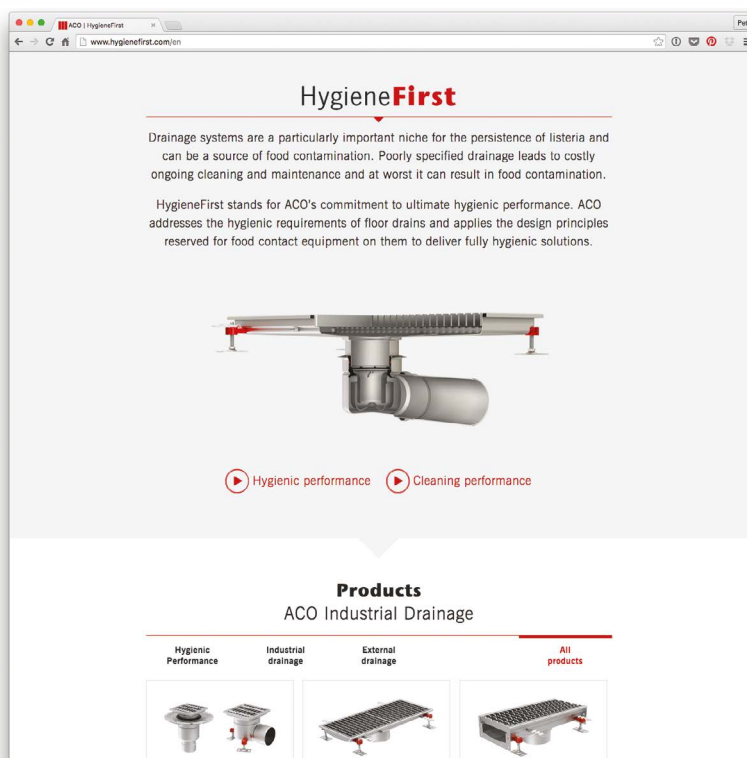 ACO | HygieneFirst
Pet
www.hygienefirst.com/en
HygieneFirst
Drainage systems are a particularly important niche for the persistence of listeria and
can be a source of food contamination. Poorly specified drainage leads to costly
ongoing cleaning and maintenance and at worst it can result in food contamination.
HygieneFirst stands for ACO's commitment to ultimate hygienic performance. ACO
addresses the hygienic requirements of floor drains and applies the design principles
reserved for food contact equipment on them to deliver fully hygienic solutions.
Hygienic performance Cleaning performance
Products
ACO Industrial Drainage
Hygienic Industrial External All
Performance drainage drainage products